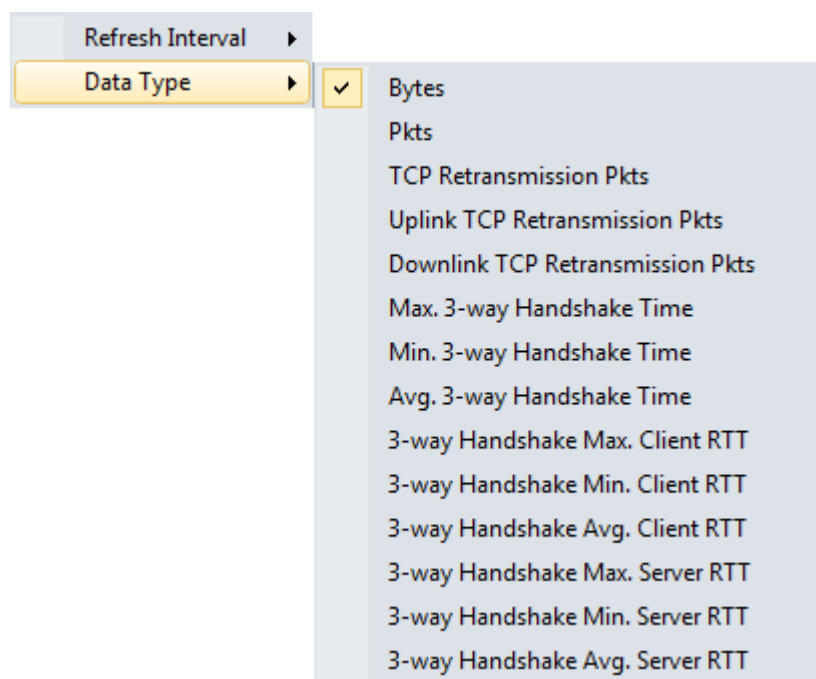 Refresh Interval
Data Type
Bytes
Pkts
TCP Retransmission Pkts
Uplink TCP Retransmission Pkts
Downlink TCP Retransmission Pkts
Max. 3-way Handshake Time
Min. 3-way Handshake Time
Avg. 3-way Handshake Time
3-way Handshake Max. Client RTT
3-way Handshake Min. Client RTT
3-way Handshake Avg. Client RTT
3-way Handshake Max. Server RTT
3-way Handshake Min. Server RTT
3-way Handshake Avg. Server RTT